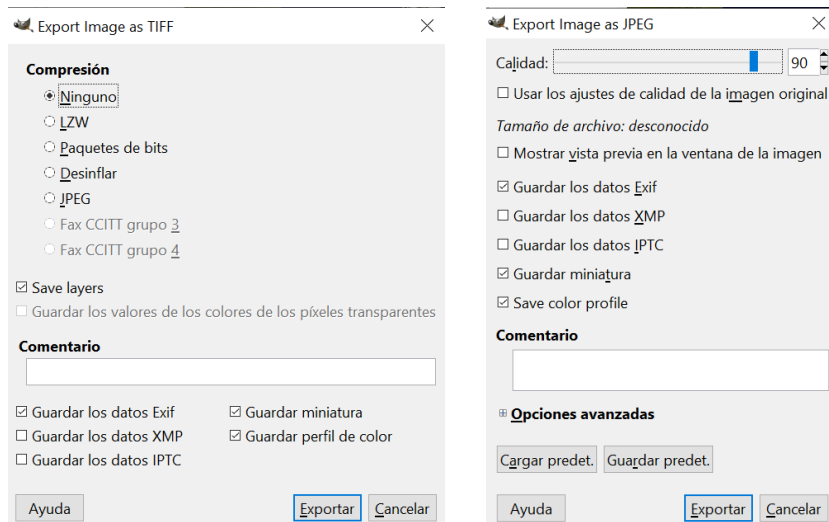 Export Image as TIFF
Compresión
Ninguno
LZW
Paquetes de bits
Desinflar
JPEG
Fax CCITT grupo 3
Fax CCITT grupo 4
Save layers
Guardar los valores de los colores de los píxeles transparentes
Comentario
Guardar los datos Exif
Guardar miniatura
Guardar los datos XMP
Guardar perfil de color
Guardar los datos IPTC
Ayuda
Exportar
Cancelar
Export Image as JPEG
Calidad:
90
Usar los ajustes de calidad de la imagen original
Tamaño de archivo: desconocido
Mostrar vista previa en la ventana de la imagen
Guardar los datos Exif
Guardar los datos XMP
Guardar los datos IPTC
Guardar miniatura
Save color profile
Comentario
Opciones avanzadas
Cargar predet.
Guardar predet.
Ayuda
Exportar
Cancelar